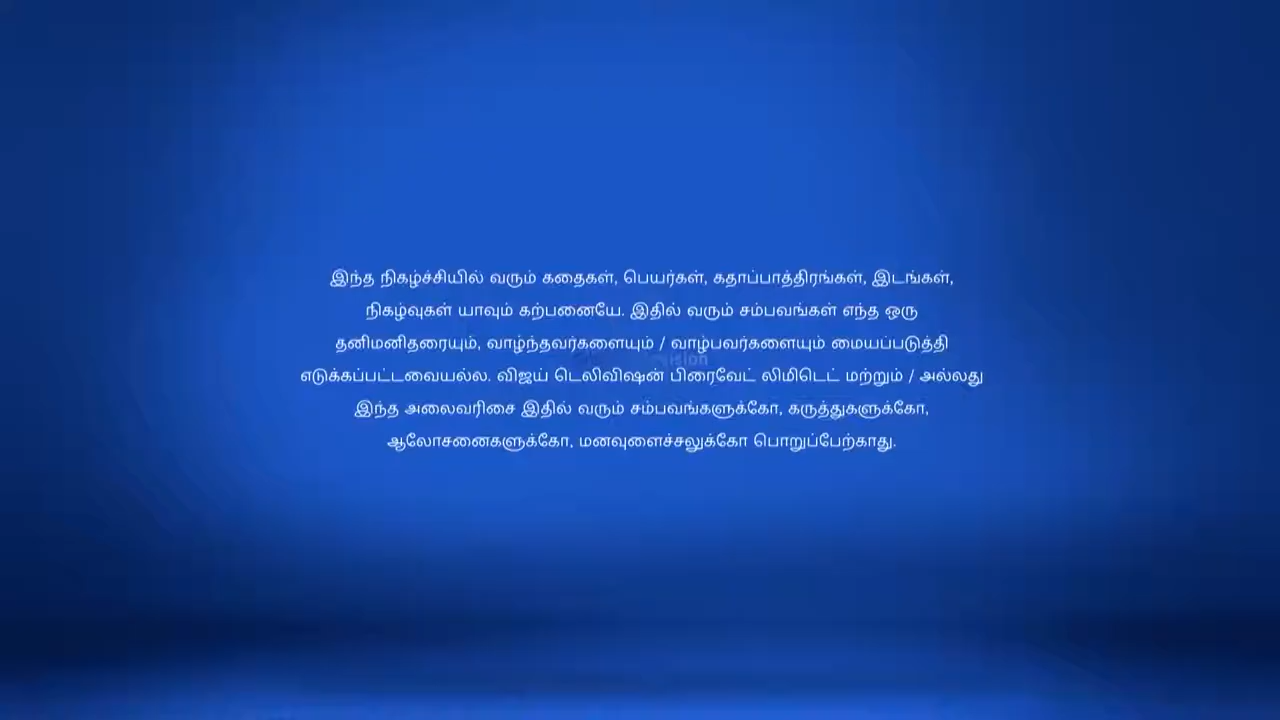 இந்த நிகழ்ச்சியில் வரும் கதைகள், பெயர்கள், கதாப்பாத்திரங்கள், இடங்கள்,
நிகழ்வுகள் யாவும் கற்பனையே. இதில் வரும் சம்பவங்கள் எந்த ஒரு
தனிமனிதரையும், வாழ்ந்தவர்களையும் / வாழ்பவர்களையும் மையப்படுத்தி
எடுக்கப்பட்டவையல்ல. விஜய் டெலிவிஷன் பிரைவேட் லிமிடெட் மற்றும் / அல்லது
இந்த அலைவரிசை இதில் வரும் சம்பவங்களுக்கோ, கருத்துகளுக்கோ,
ஆலோசனைகளுக்கோ, மனவுளைச்சலுக்கோ பொறுப்பேற்காது.